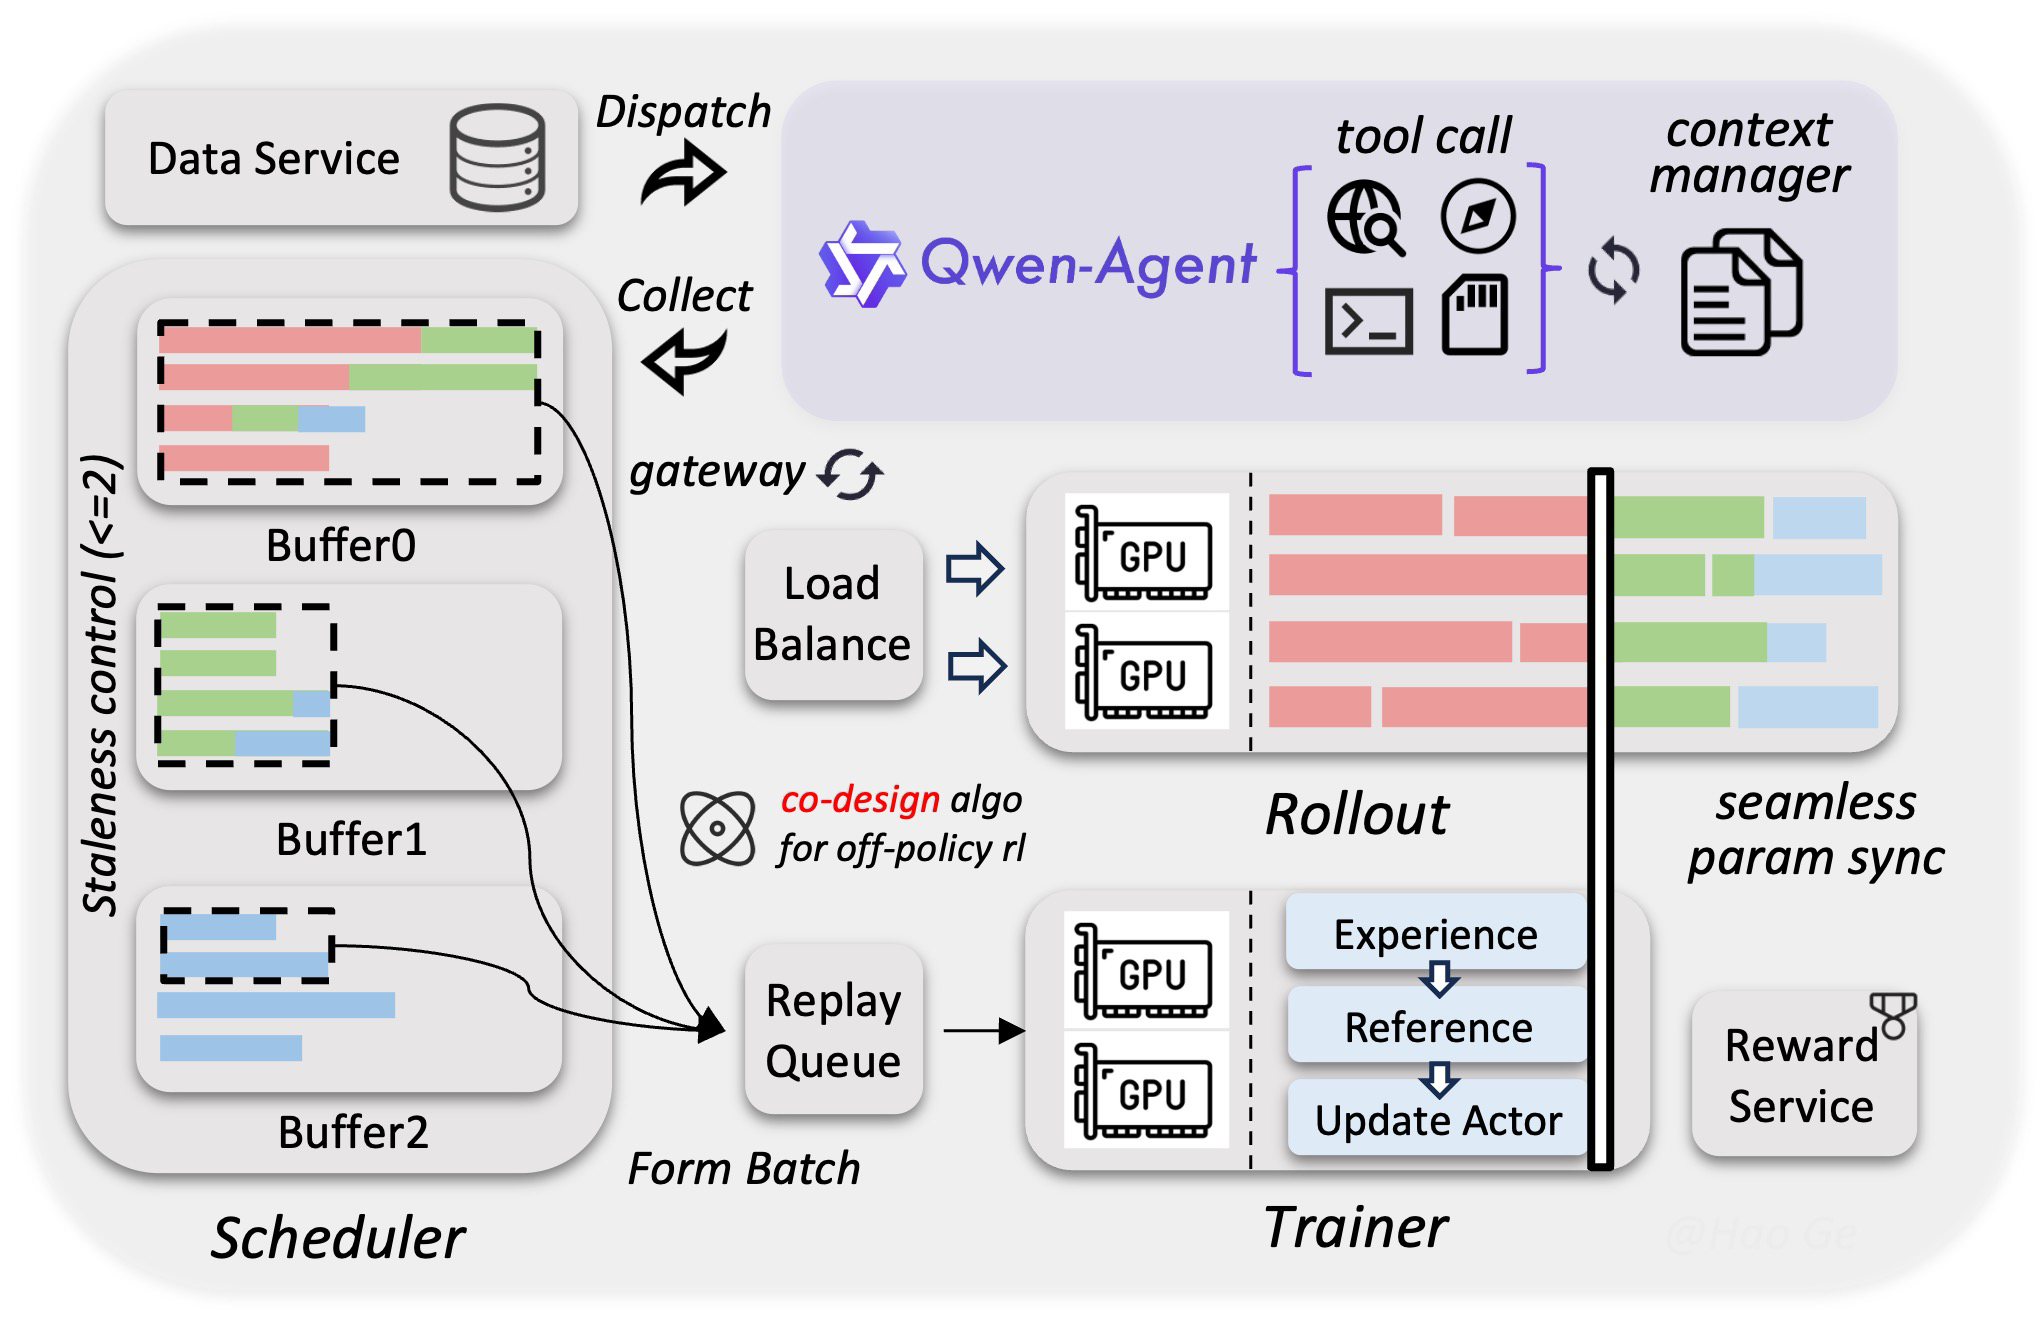 Data Service
Dispatch
Collect
Qwen-Agent
tool call
context
manager
Staleness control (<=2)
Buffer0
Buffer1
Buffer2
Scheduler
gateway
Load
Balance
GPU
GPU
Rollout
seamless
param sync
co-design algo
for off-policy rl
Replay
Queue
Form Batch
GPU
GPU
Experience
Reference
Update Actor
Trainer
Reward
Service
@Hao Ge